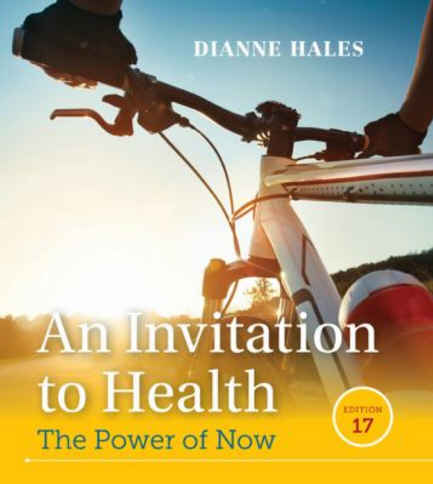 DIANNE HALES
An Invitation
to Health
The Power of Now
EDITION
17